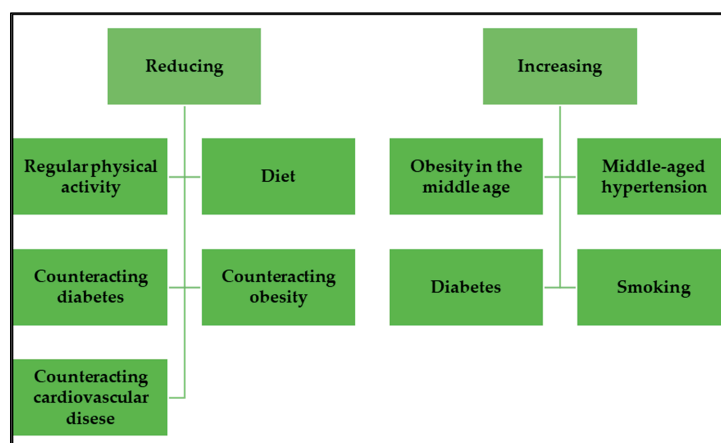 Reducing
Regular physical
activity
Diet
Counteracting
diabetes
Counteracting
obesity
Counteracting
cardiovascular
disese
Increasing
Obesity in the
middle age
Middle-aged
hypertension
Diabetes
Smoking